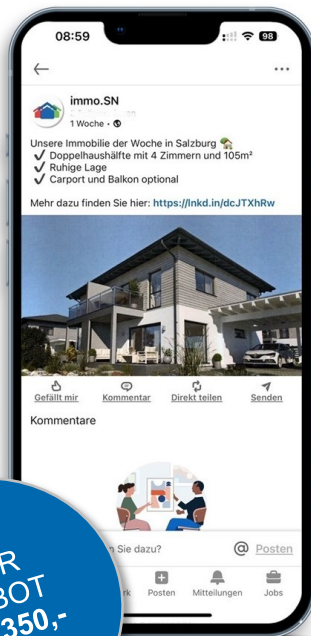 08:59
98
immo.SN
1 Woche •
Unsere Immobilie der Woche in Salzburg
✓ Doppelhaushälfte mit 4 Zimmern und 105m²
✓ Ruhige Lage
✓ Carport und Balkon optional
Mehr dazu finden Sie hier: https://lnkd.in/dcJTXhRw
Gefällt mir Kommentar Direkt teilen Senden
Kommentare
Sie dazu? @ Posten
Posten Mitteilungen Jobs
350,-